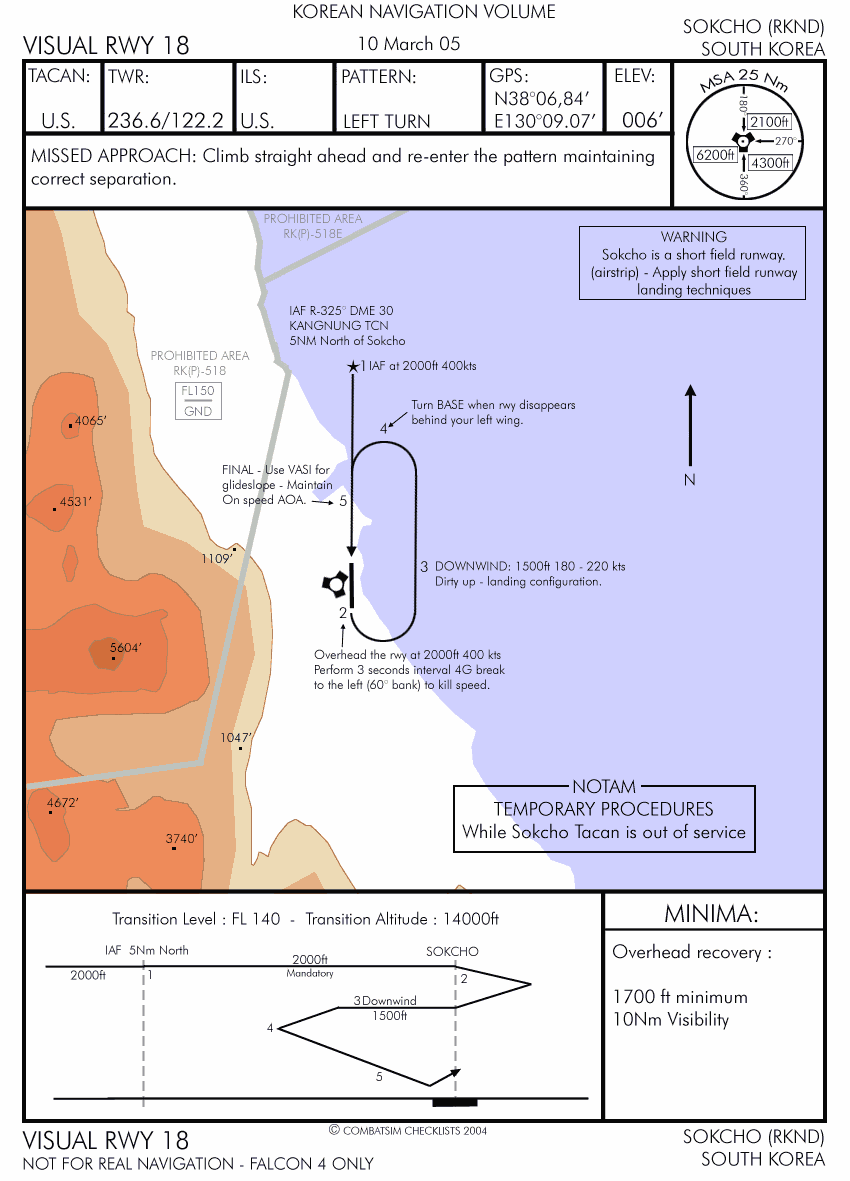 KOREAN NAVIGATION VOLUME
VISUAL RWY 18
10 March 05
SOKCHO (RKND)
SOUTH KOREA
TACAN:
U.S.
TWR:
236.6/122.2
ILS:
U.S.
PATTERN:
LEFT TURN
GPS:
N38°06,84’
E130°09.07’
ELEV:
006’
MISSED APPROACH: Climb straight ahead and re-enter the pattern maintaining
correct separation.
MSA 25 Nm
180°
2100ft
270°
6200ft
4300ft
360°
PROHIBITED AREA
RK(P)-518E
WARNING
Sokcho is a short field runway.
(airstrip) - Apply short field runway
landing techniques
IAF R-325° DME 30
KANGNUNG TCN
5NM North of Sokcho
PROHIBITED AREA
RK(P)-518
FL150
GND
1 IAF at 2000ft 400kts
Turn BASE when rwy disappears
behind your left wing.
4
4065’
N
FINAL - Use VASI for
glideslope - Maintain
On speed AOA.
5
4531’
1109’
3 DOWNWIND: 1500ft 180 - 220 kts
Dirty up - landing configuration.
2
5604’
Overhead the rwy at 2000ft 400 kts
Perform 3 seconds interval 4G break
to the left (60° bank) to kill speed.
1047’
4672’
3740’
NOTAM
TEMPORARY PROCEDURES
While Sokcho Tacan is out of service
Transition Level : FL 140 - Transition Altitude : 14000ft
IAF 5Nm North
SOKCHO
2000ft
1
2000ft
Mandatory
2
3 Downwind
1500ft
4
5
MINIMA:
Overhead recovery :
1700 ft minimum
10Nm Visibility
© COMBATSIM CHECKLISTS 2004
VISUAL RWY 18
NOT FOR REAL NAVIGATION - FALCON 4 ONLY
SOKCHO (RKND)
SOUTH KOREA